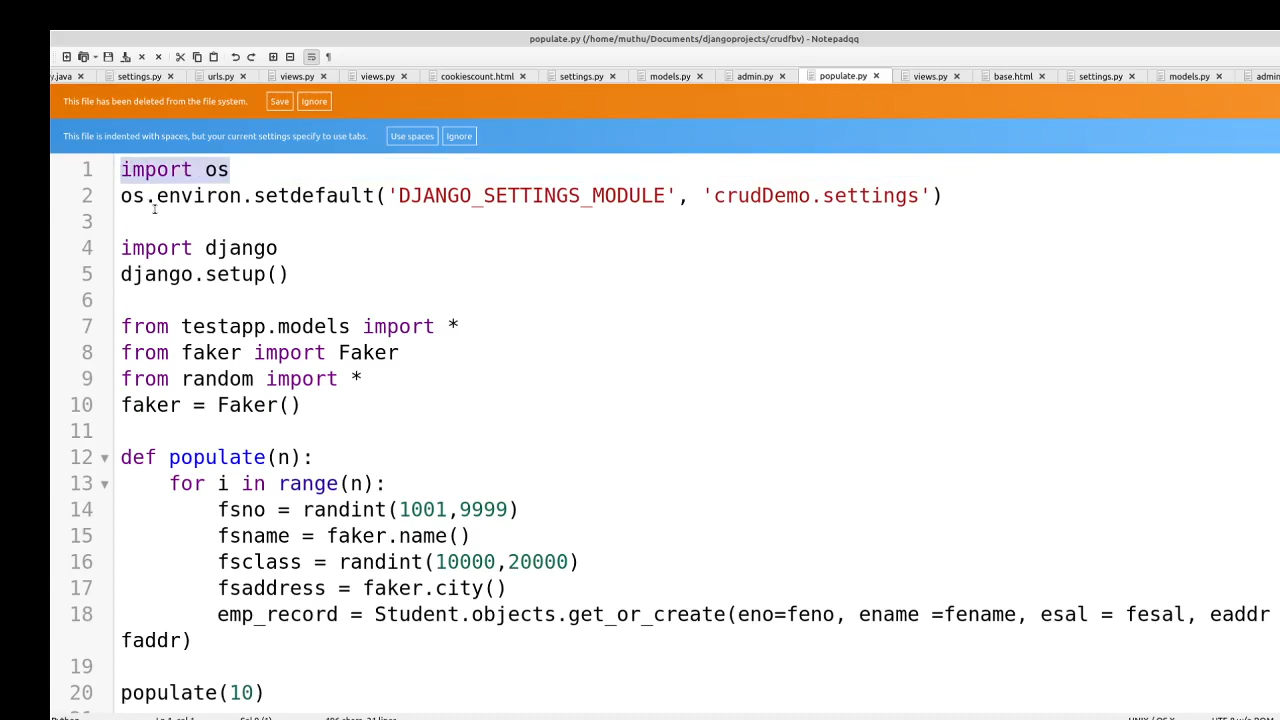 populate.py (/home/muthu/Documents/djangoprojects/crudfbv) - Notepadqq
y.java settings.py urls.py views.py views.py cookiescount.html settings.py models.py admin.py populate.py views.py base.html settings.py models.py admin
This file has been deleted from the file system. Save Ignore
This file is indented with spaces, but your current settings specify to use tabs. Use spaces Ignore
1 import os
2 os.environ.setdefault('DJANGO_SETTINGS_MODULE', 'crudDemo.settings')
3
4 import django
5 django.setup()
6
7 from testapp.models import *
8 from faker import Faker
9 from random import *
10 faker = Faker()
11
12 def populate(n):
13 for i in range(n):
14 fsno = randint(1001,9999)
15 fsname = faker.name()
16 fsclass = randint(10000,20000)
17 fsaddress = faker.city()
18 emp_record = Student.objects.get_or_create(eno=feno, ename =fename, esal = fesal, eaddr
faddr)
19
20 populate(10)